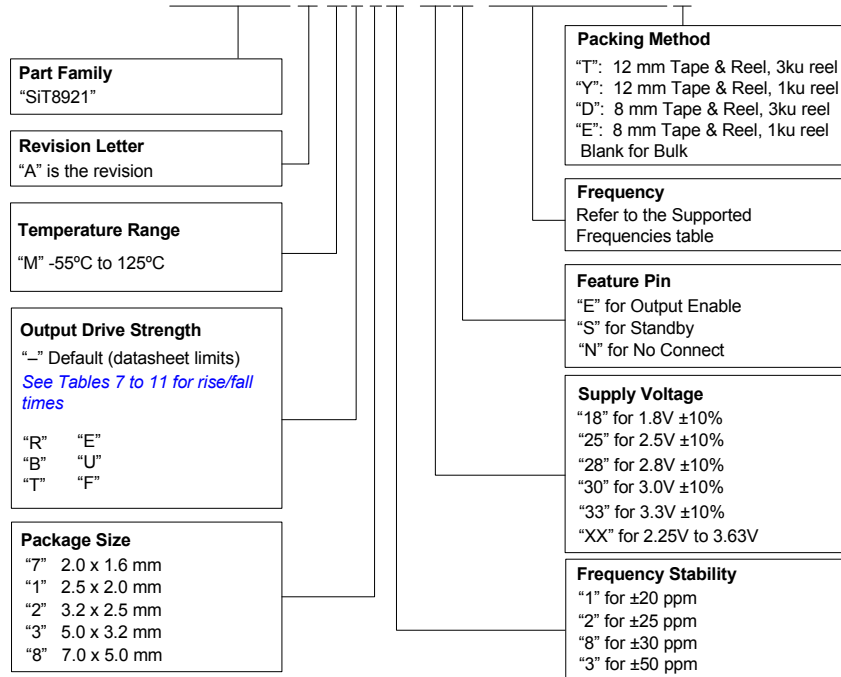 Part Family
“SiT8921”
Revision Letter
“A” is the revision
Temperature Range
“M” -55ºC to 125ºC
Output Drive Strength
“–” Default (datasheet limits)
See Tables 7 to 11 for rise/fall
times
“R” “E”
“B” “U”
“T” “F”
Package Size
“7” 2.0 x 1.6 mm
“1” 2.5 x 2.0 mm
“2” 3.2 x 2.5 mm
“3” 5.0 x 3.2 mm
“8” 7.0 x 5.0 mm
Packing Method
“T”: 12 mm Tape & Reel, 3ku reel
“Y”: 12 mm Tape & Reel, 1ku reel
“D”: 8 mm Tape & Reel, 3ku reel
“E”: 8 mm Tape & Reel, 1ku reel
Blank for Bulk
Frequency
Refer to the Supported
Frequencies table
Feature Pin
“E” for Output Enable
“S” for Standby
“N” for No Connect
Supply Voltage
“18” for 1.8V ±10%
“25” for 2.5V ±10%
“28” for 2.8V ±10%
“30” for 3.0V ±10%
“33” for 3.3V ±10%
“XX” for 2.25V to 3.63V
Frequency Stability
“1” for ±20 ppm
“2” for ±25 ppm
“8” for ±30 ppm
“3” for ±50 ppm